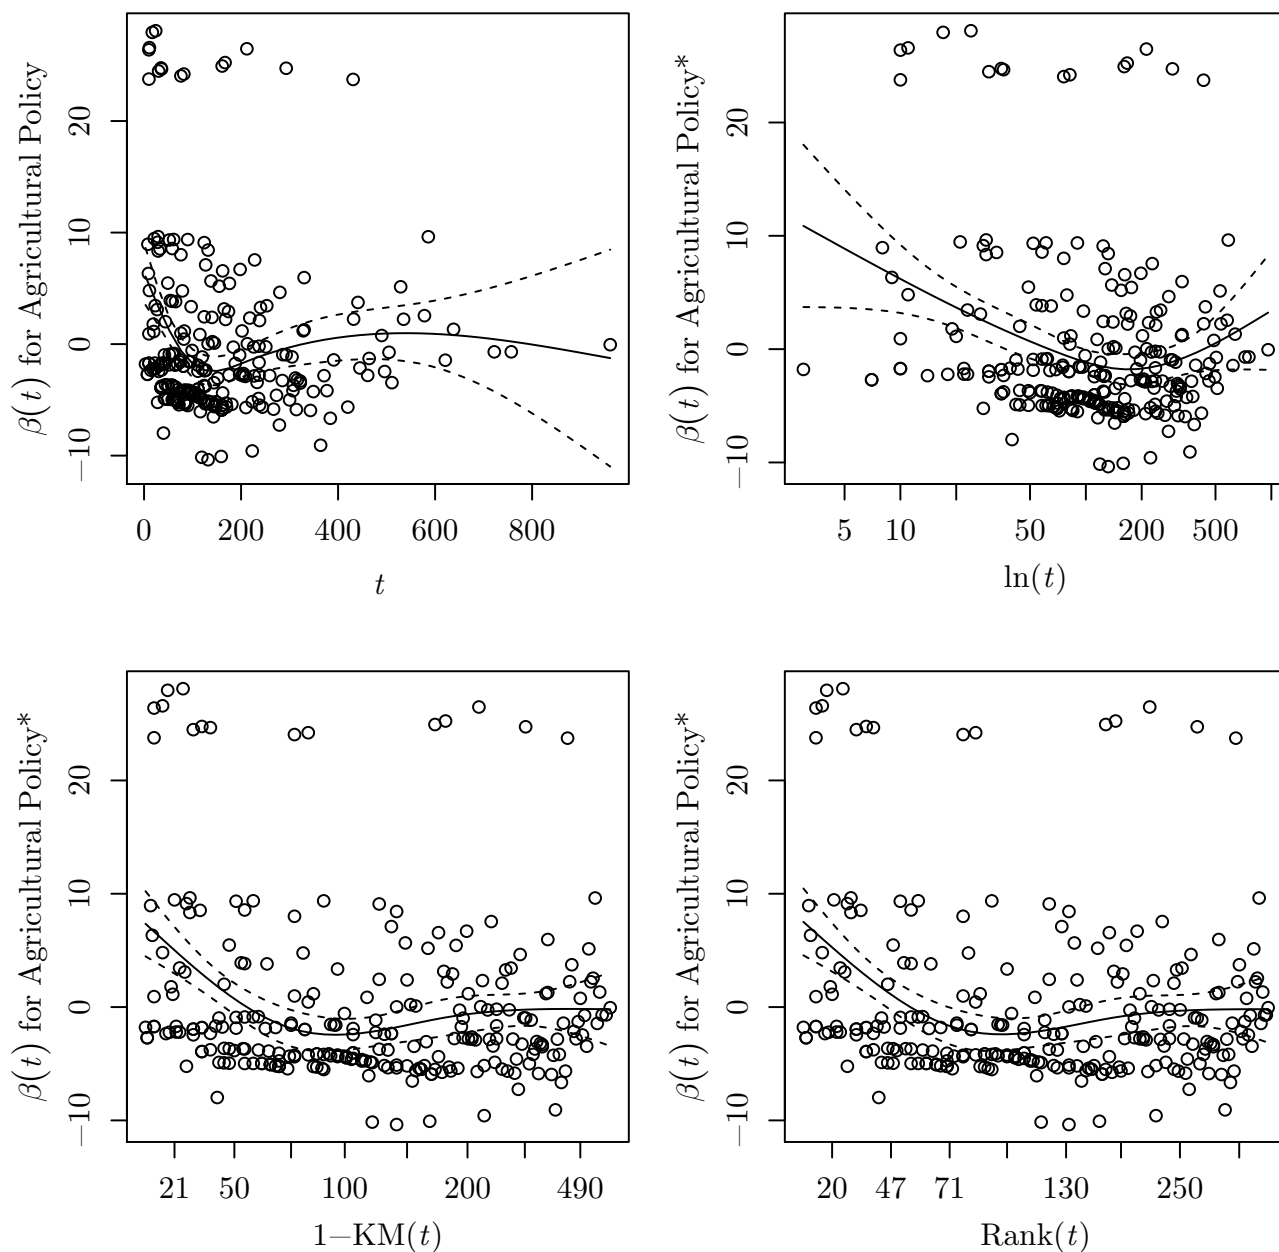 β(t) for Agricultural Policy
20
10
0
−10
0 200 400 600 800
t
β(t) for Agricultural Policy*
20
10
0
−10
5 10 50 200 500
ln(t)
β(t) for Agricultural Policy*
20
10
0
−10
21 50 100 200 490
1−KM(t)
β(t) for Agricultural Policy*
20
10
0
−10
20 47 71 130 250
Rank(t)